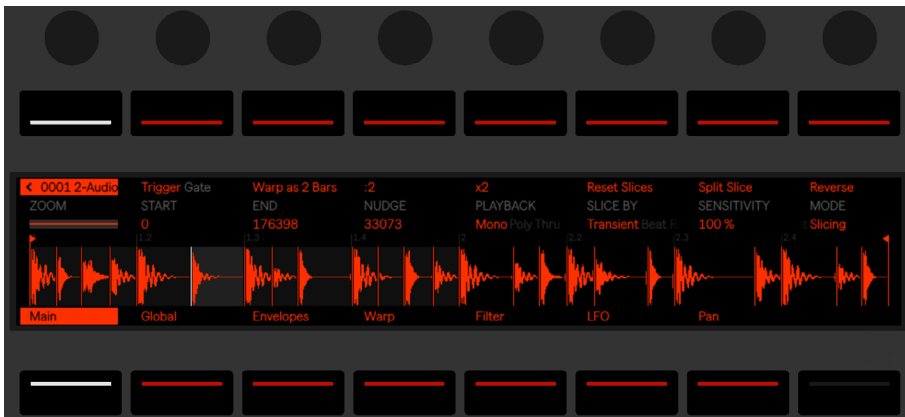 < 0001 2-Audio Trigger Gate Warp as 2 Bars :2 x2 Reset Slices Split Slice Reverse
ZOOM START END NUDGE PLAYBACK SLICE BY SENSITIVITY MODE
0 176398 33073 Mono Poly Thru Transient Beat 100 % Slicing
1.2 1.3 1.4 2 2.2 2.3 2.4
Main Global Envelopes Warp Filter LFO Pan